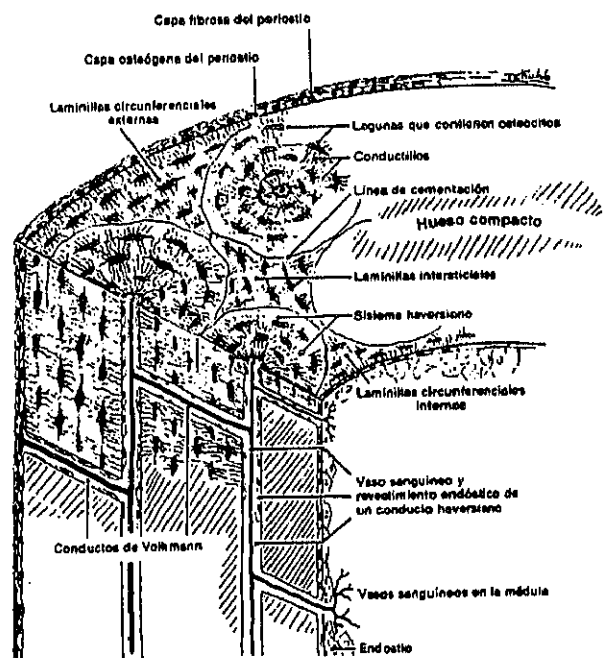 Capa fibrosa del periostio
Capa osteógena del periostio
Laminillas circunferenciales
externas
Lagunas que contienen osteocitos
Conductillos
Línea de cementación
Hueso compacto
Laminillas intersticiales
Sistema haversiano
Laminillas circunferenciales
internas
Vaso sanguíneo y
revestimiento endóstico de
un conducto haversiano
Conductos de Volkmann
Vasos sanguíneos en la médula
Endostio